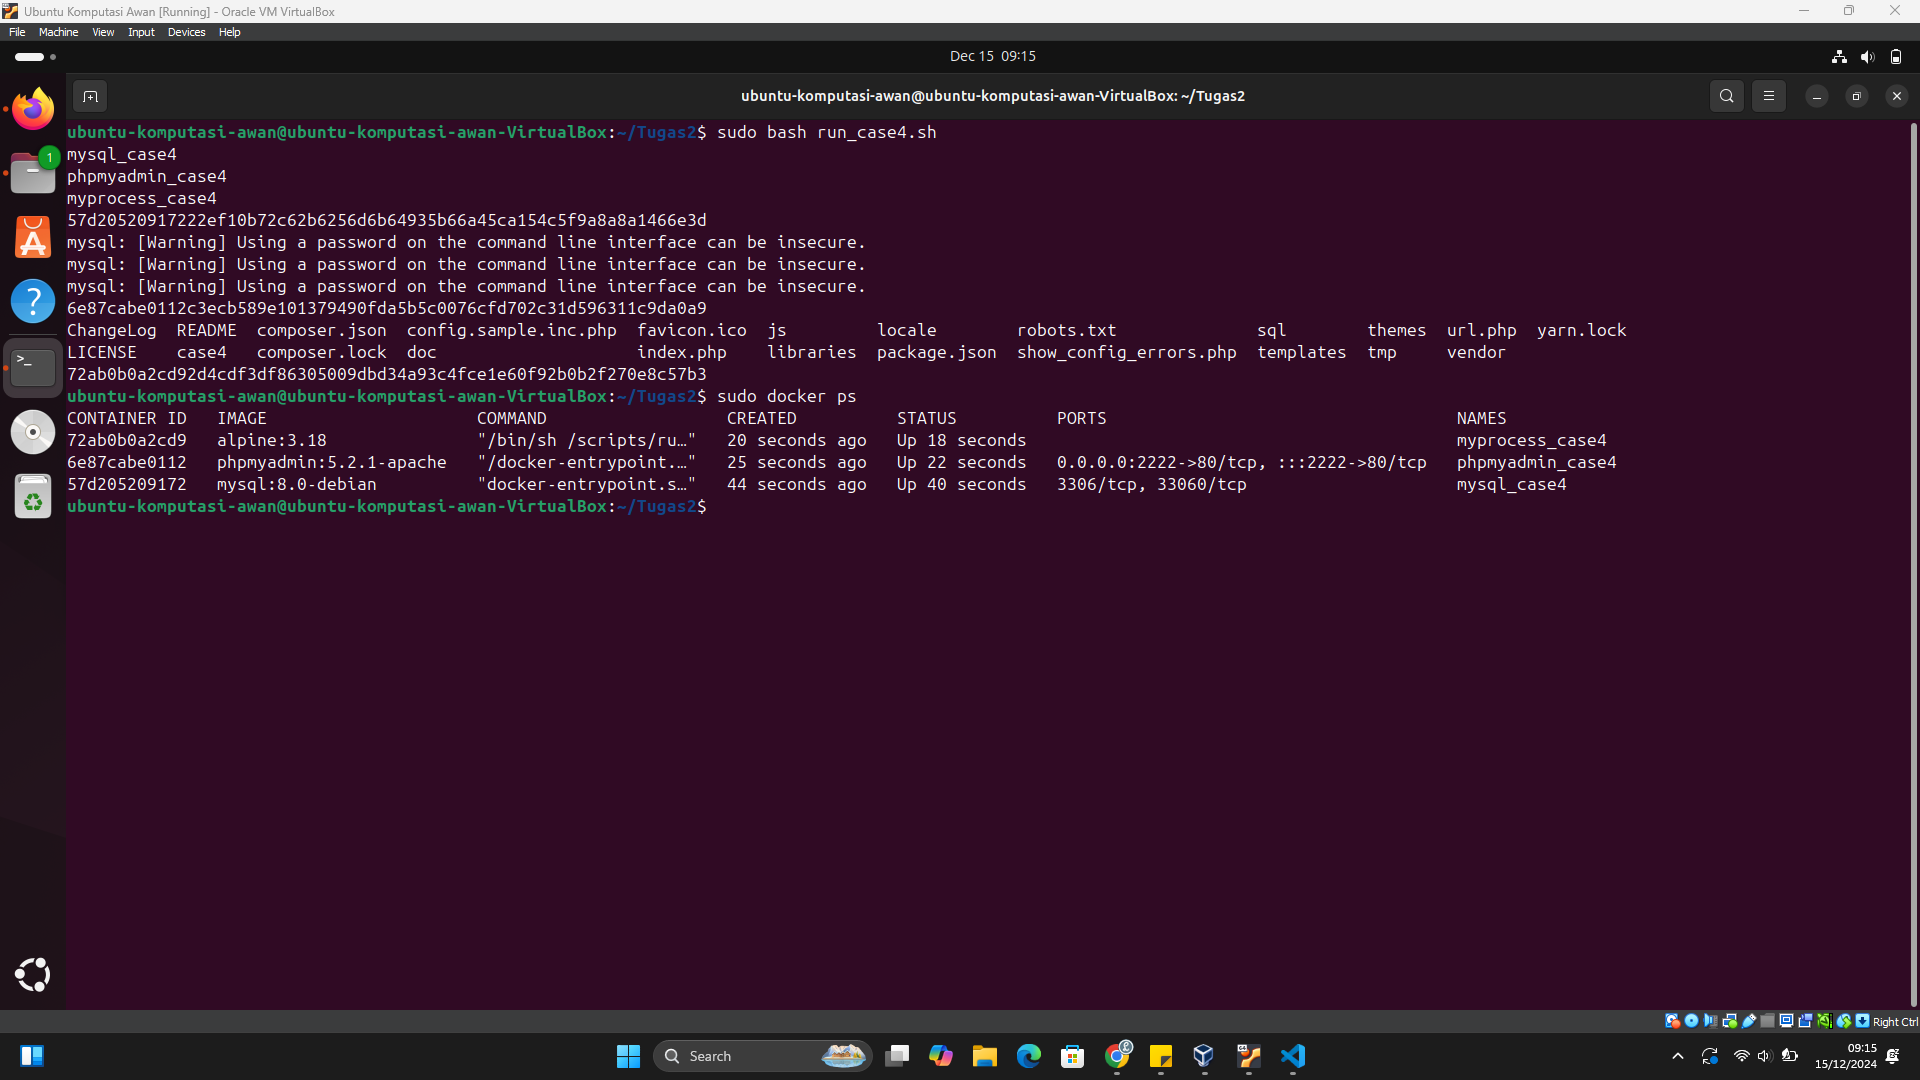 Ubuntu Komputasi Awan [Running] - Oracle VM VirtualBox
File Machine View Input Devices Help
Dec 15 09:15
ubuntu-komputasi-awan@ubuntu-komputasi-awan-VirtualBox: ~/Tugas2
1
ubuntu-komputasi-awan@ubuntu-komputasi-awan-VirtualBox:~/Tugas2$ sudo bash run_case4.sh
mysql_case4
phpmyadmin_case4
myprocess_case4
57d20520917222ef10b72c62b6256d6b64935b66a45ca154c5f9a8a8a1466e3d
mysql: [Warning] Using a password on the command line interface can be insecure.
mysql: [Warning] Using a password on the command line interface can be insecure.
mysql: [Warning] Using a password on the command line interface can be insecure.
6e87cabe0112c3ecb589e101379490fda5b5c0076cfd702c31d596311c9da0a9
ChangeLog README composer.json config.sample.inc.php favicon.ico js locale robots.txt sql themes url.php yarn.lock
LICENSE case4 composer.lock doc index.php libraries package.json show_config_errors.php templates tmp vendor
72ab0b0a2cd92d4cdf3df86305009dbd34a93c4fce1e60f92b0b2f270e8c57b3
ubuntu-komputasi-awan@ubuntu-komputasi-awan-VirtualBox:~/Tugas2$ sudo docker ps
CONTAINER ID IMAGE COMMAND CREATED STATUS PORTS NAMES
72ab0b0a2cd9 alpine:3.18 "/bin/sh /scripts/ru…" 20 seconds ago Up 18 seconds myprocess_case4
6e87cabe0112 phpmyadmin:5.2.1-apache "/docker-entrypoint.…" 25 seconds ago Up 22 seconds 0.0.0.0:2222->80/tcp, :::2222->80/tcp phpmyadmin_case4
57d205209172 mysql:8.0-debian "docker-entrypoint.s…" 44 seconds ago Up 40 seconds 3306/tcp, 33060/tcp mysql_case4
ubuntu-komputasi-awan@ubuntu-komputasi-awan-VirtualBox:~/Tugas2$
Right Ctrl
Search
09:15
15/12/2024